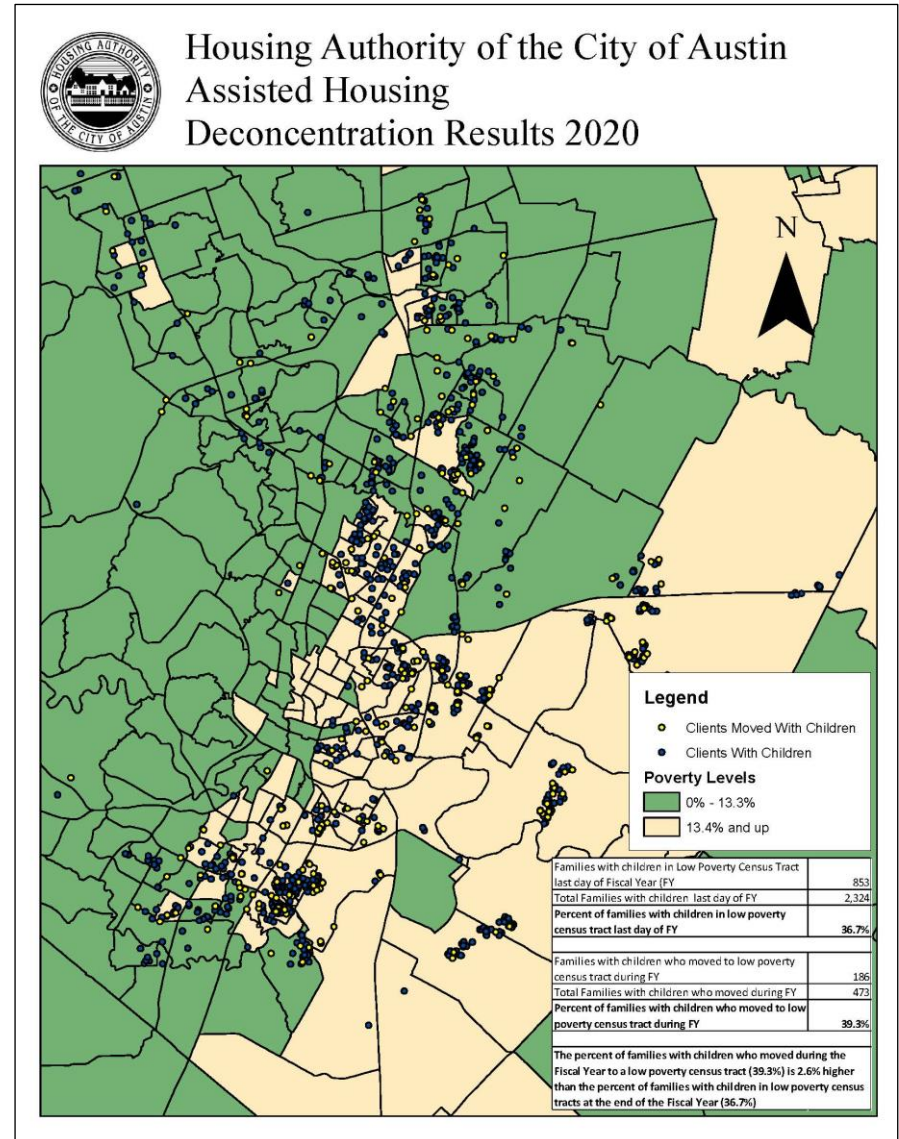 HOUSING AUTHORITY
OF THE CITY OF AUSTIN
Housing Authority of the City of Austin
Assisted Housing
Deconcentration Results 2020
N
Legend
Clients Moved With Children
Clients With Children
Poverty Levels
0% - 13.3%
13.4% and up
Families with children in Low Poverty Census Tract
last day of Fiscal Year (FY 853
Total Families with children last day of FY 2,324
Percent of families with children in low poverty
census tract last day of FY 36.7%
Families with children who moved to low poverty
census tract during FY 186
Total Families with children who moved during FY 473
Percent of families with children who moved to low
poverty census tract during FY 39.3%
The percent of families with children who moved during the
Fiscal Year to a low poverty census tract (39.3%) is 2.6% higher
than the percent of families with children in low poverty census
tracts at the end of the Fiscal Year (36.7%)